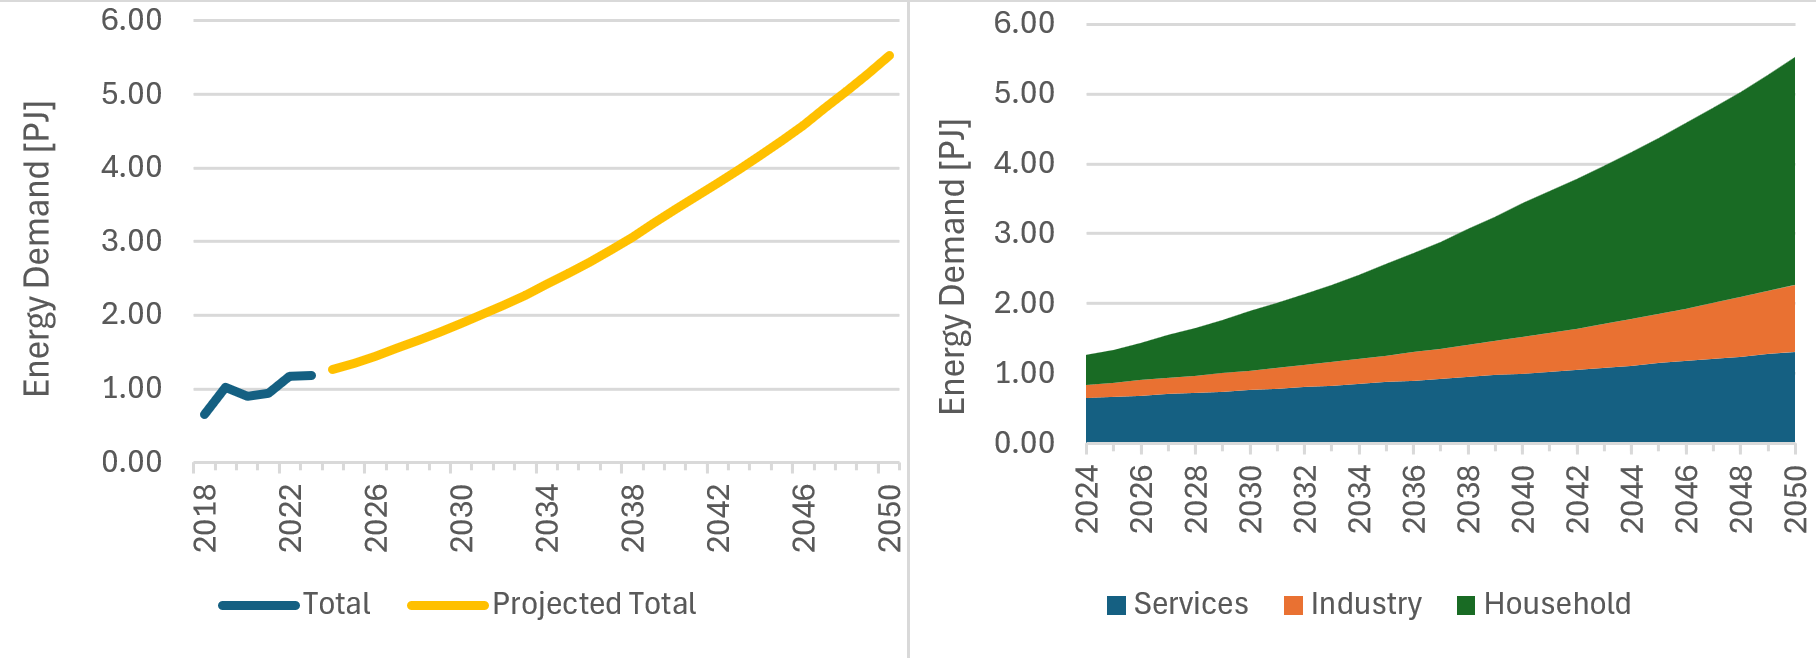 Energy Demand [PJ]
6.00
5.00
4.00
3.00
2.00
1.00
0.00
2018 2022 2026 2030 2034 2038 2042 2046 2050
Total Projected Total
Energy Demand [PJ]
6.00
5.00
4.00
3.00
2.00
1.00
0.00
2024 2026 2028 2030 2032 2034 2036 2038 2040 2042 2044 2046 2048 2050
Services Industry Household